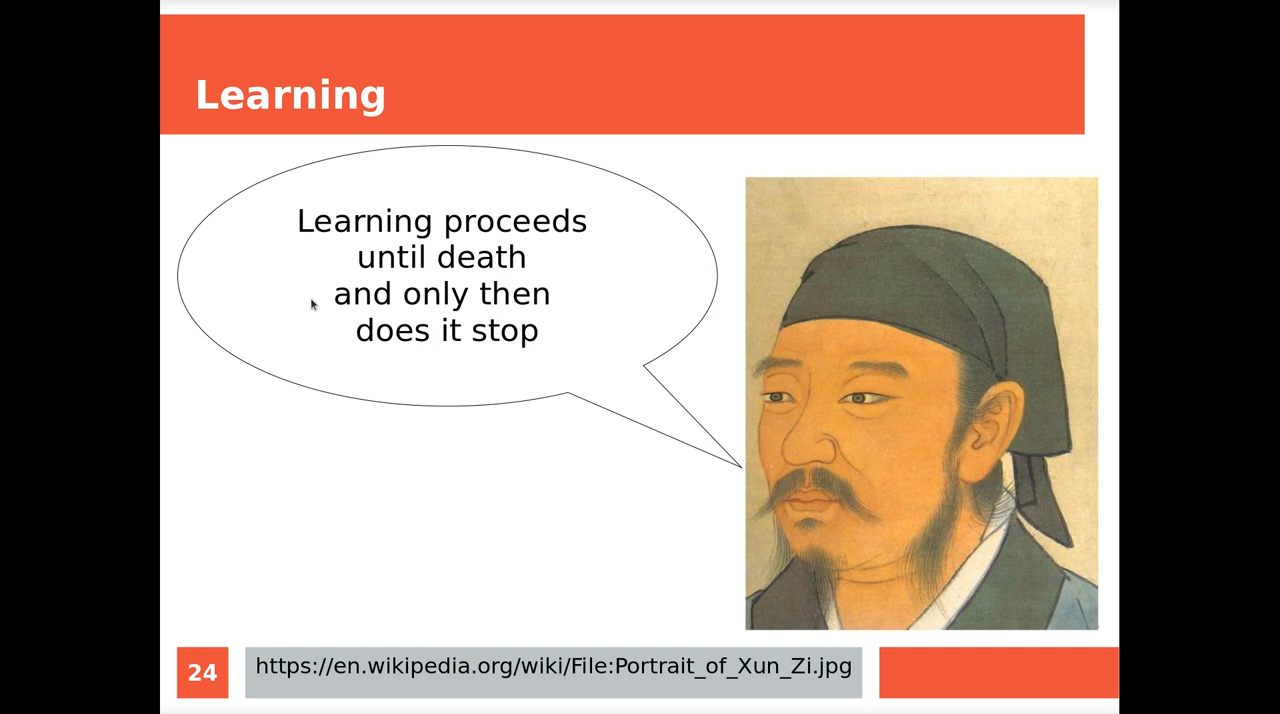 Learning
Learning proceeds
until death
and only then
does it stop
24
https://en.wikipedia.org/wiki/File:Portrait_of_Xun_Zi.jpg